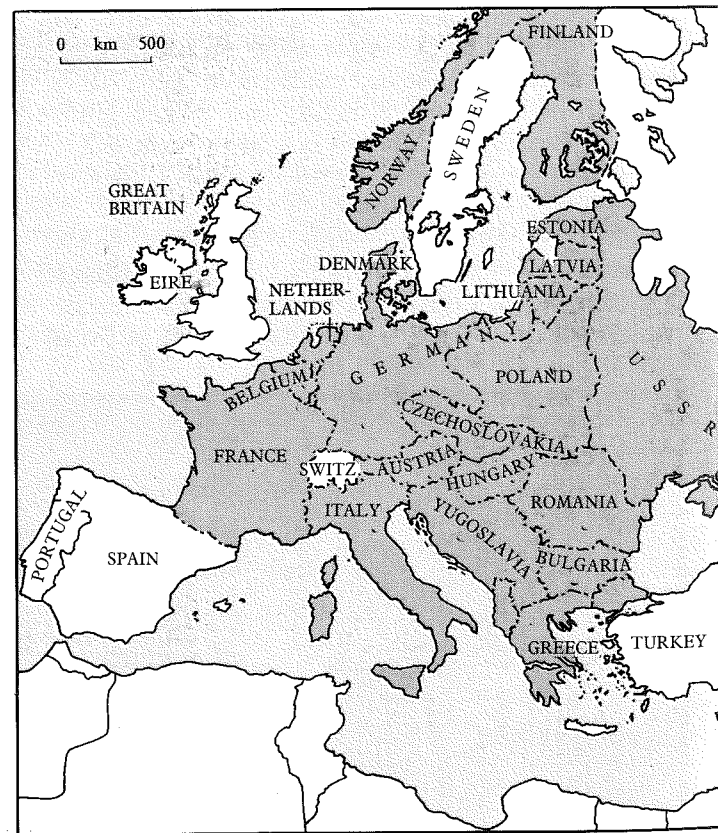 0 km 500
FINLAND
NORWAY
SWEDEN
GREAT
BRITAIN
EIRE
ESTONIA
DENMARK
LATVIA
NETHER-
LANDS
LITHUANIA
GERMANY
USSR
BELGIUM
POLAND
CZECHOSLOVAKIA
FRANCE
SWITZ.
AUSTRIA
HUNGARY
ITALY
ROMANIA
PORTUGAL
SPAIN
YUGOSLAVIA
BULGARIA
GREECE
TURKEY